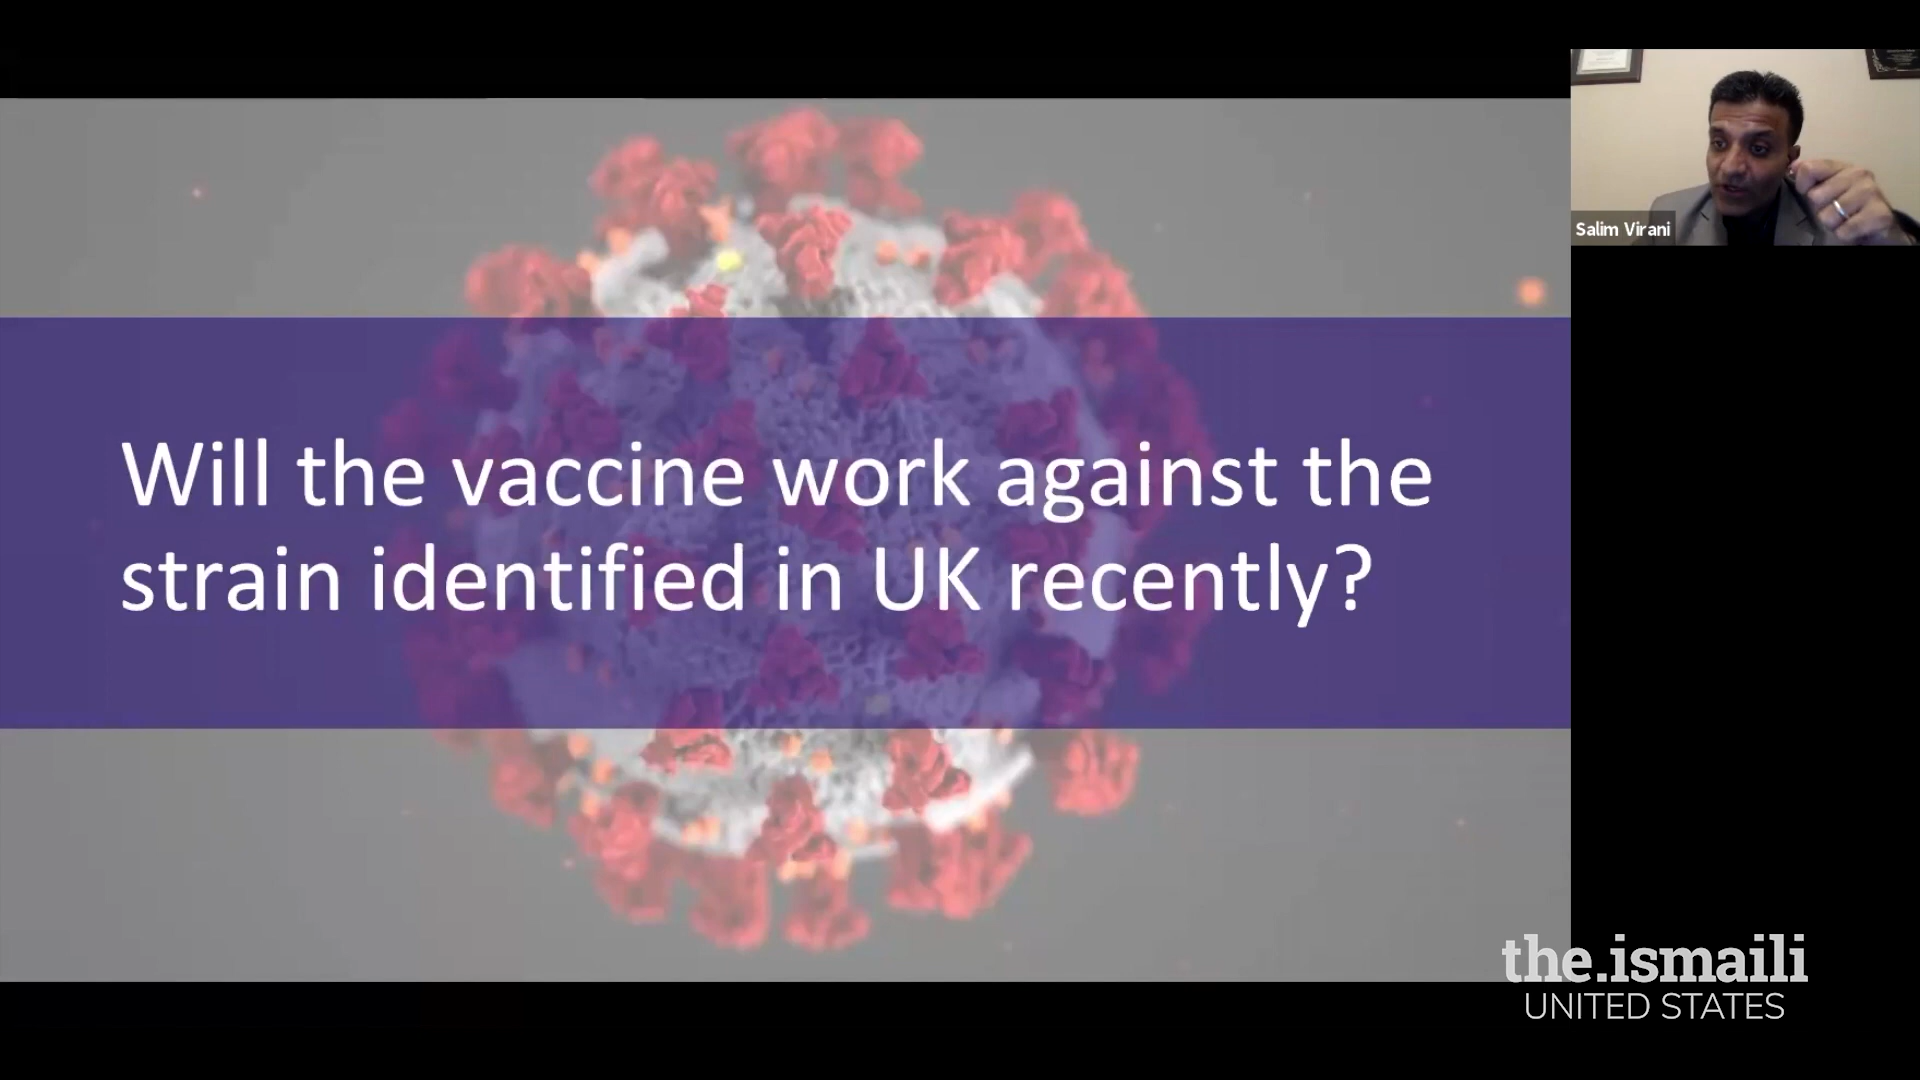 Will the vaccine work against the
strain identified in UK recently?
Salim Virani
the.ismaili
UNITED STATES